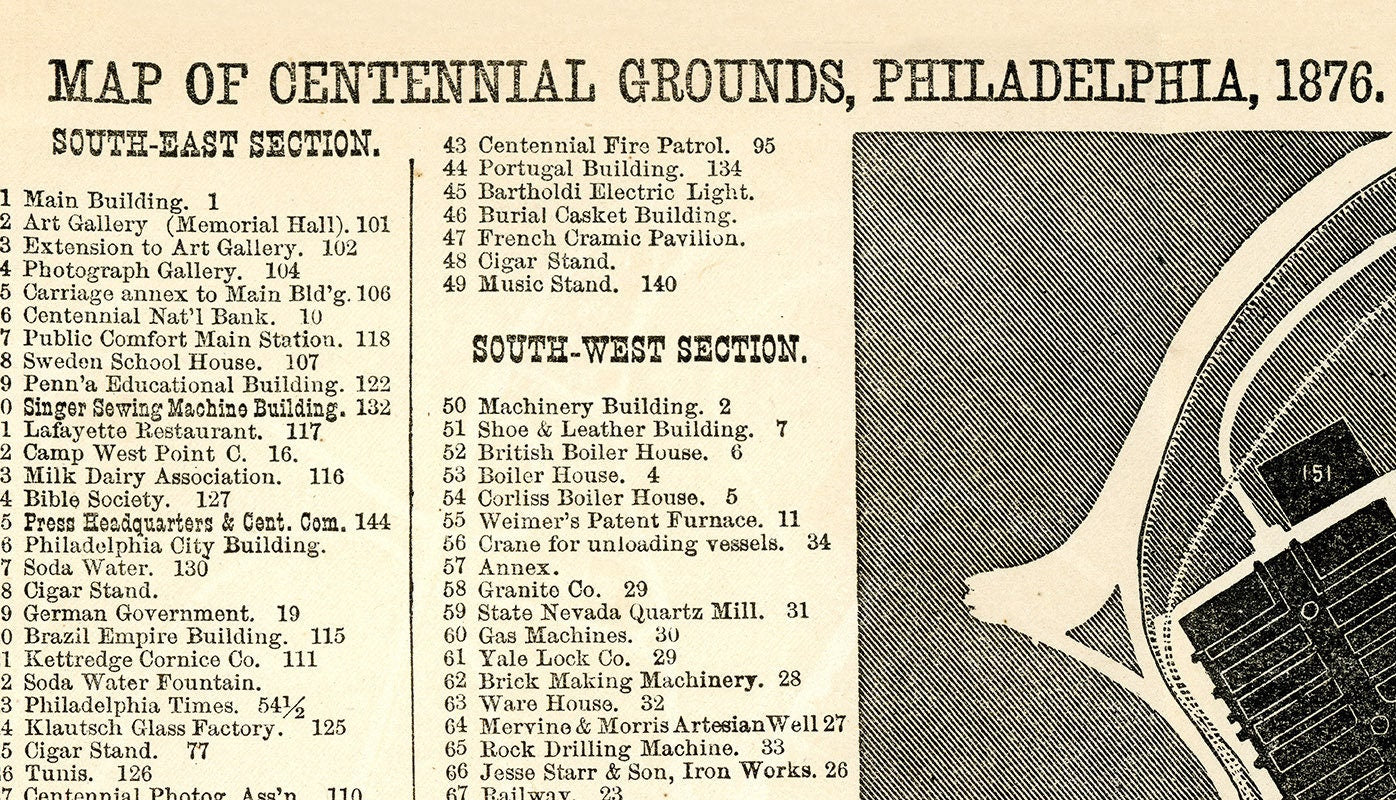 MAP OF CENTENNIAL GROUNDS, PHILADELPHIA, 1876.
SOUTH-EAST SECTION.
1 Main Building. 1
2 Art Gallery (Memorial Hall). 101
3 Extension to Art Gallery. 102
4 Photograph Gallery. 104
5 Carriage annex to Main Bld'g. 106
6 Centennial Nat'l Bank. 10
7 Public Comfort Main Station. 118
8 Sweden School House. 107
9 Penn'a Educational Building. 122
0 Singer Sewing Machine Building. 132
1 Lafayette Restaurant. 117
2 Camp West Point C. 16.
3 Milk Dairy Association. 116
4 Bible Society. 127
5 Press Headquarters & Cent. Com. 144
6 Philadelphia City Building.
7 Soda Water. 130
8 Cigar Stand.
9 German Government. 19
0 Brazil Empire Building. 115
1 Kettredge Cornice Co. 111
2 Soda Water Fountain.
3 Philadelphia Times. 54½
4 Klautsch Glass Factory. 125
5 Cigar Stand. 77
6 Tunis. 126
7 Centennial Photog. Ass'n. 110
43 Centennial Fire Patrol. 95
44 Portugal Building. 134
45 Bartholdi Electric Light.
46 Burial Casket Building.
47 French Cramic Pavilion.
48 Cigar Stand.
49 Music Stand. 140
SOUTH-WEST SECTION.
50 Machinery Building. 2
51 Shoe & Leather Building. 7
52 British Boiler House. 6
53 Boiler House. 4
54 Corliss Boiler House. 5
55 Weimer's Patent Furnace. 11
56 Crane for unloading vessels. 34
57 Annex.
58 Granite Co. 29
59 State Nevada Quartz Mill. 31
60 Gas Machines. 30
61 Yale Lock Co. 29
62 Brick Making Machinery. 28
63 Ware House. 32
64 Mervine & Morris Artesian Well 27
65 Rock Drilling Machine. 33
66 Jesse Starr & Son, Iron Works. 26
67 Railway. 23
151